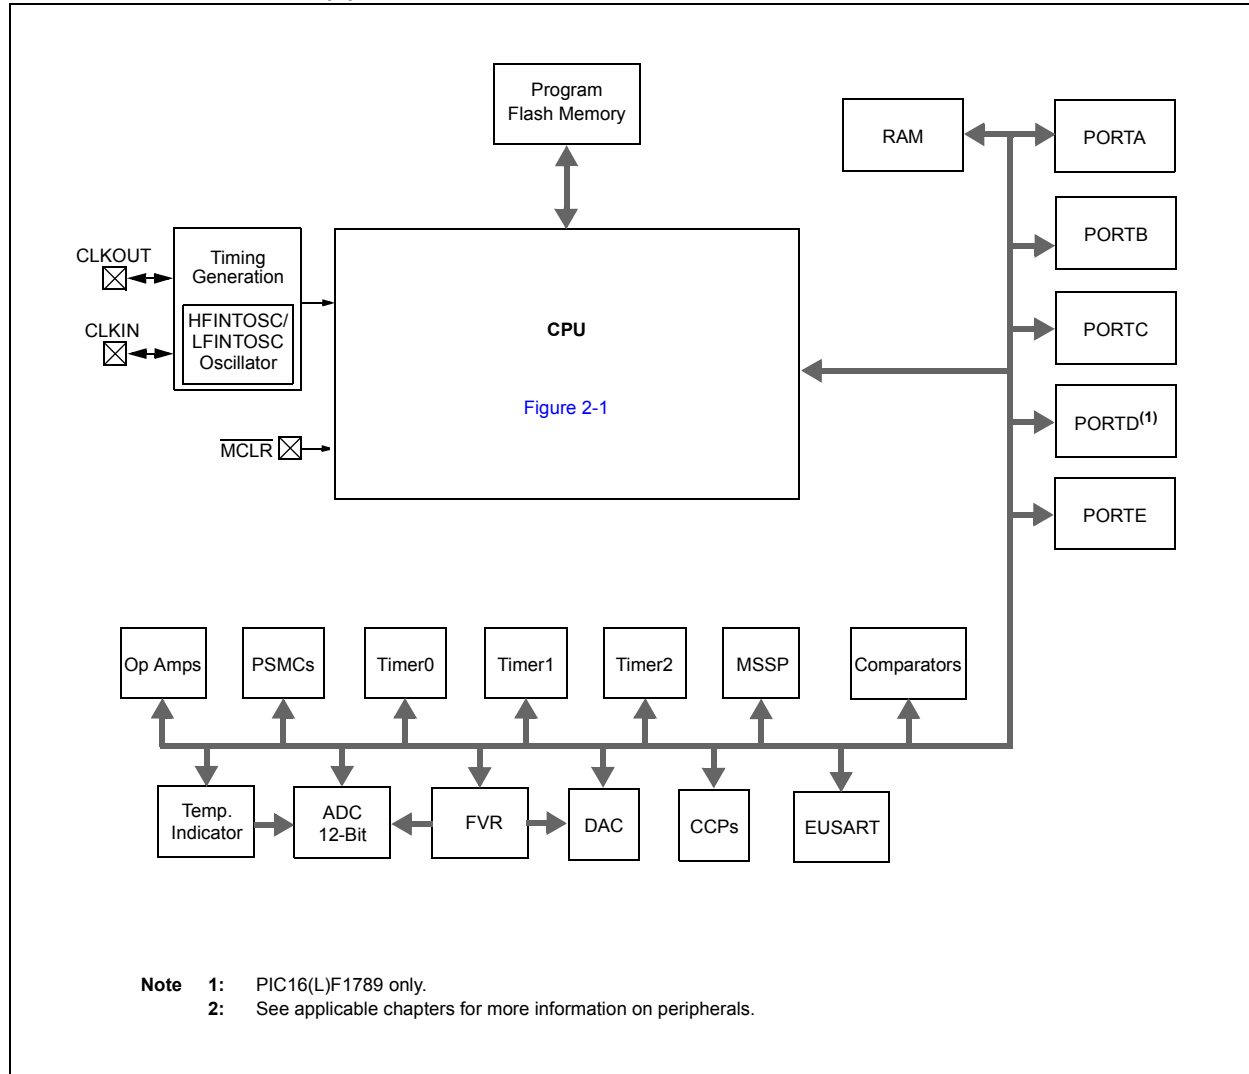 Program
Flash Memory
RAM
PORTA
CLKOUT
Timing
Generation
PORTB
CLKIN
HFINTOSC/
LFINTOSC
Oscillator
CPU
PORTC
Figure 2-1
PORTD(1)
MCLR
PORTE
Op Amps
PSMCs
Timer0
Timer1
Timer2
MSSP
Comparators
Temp.
Indicator
ADC
12-Bit
FVR
DAC
CCPs
EUSART
Note 1: PIC16(L)F1789 only.
2: See applicable chapters for more information on peripherals.